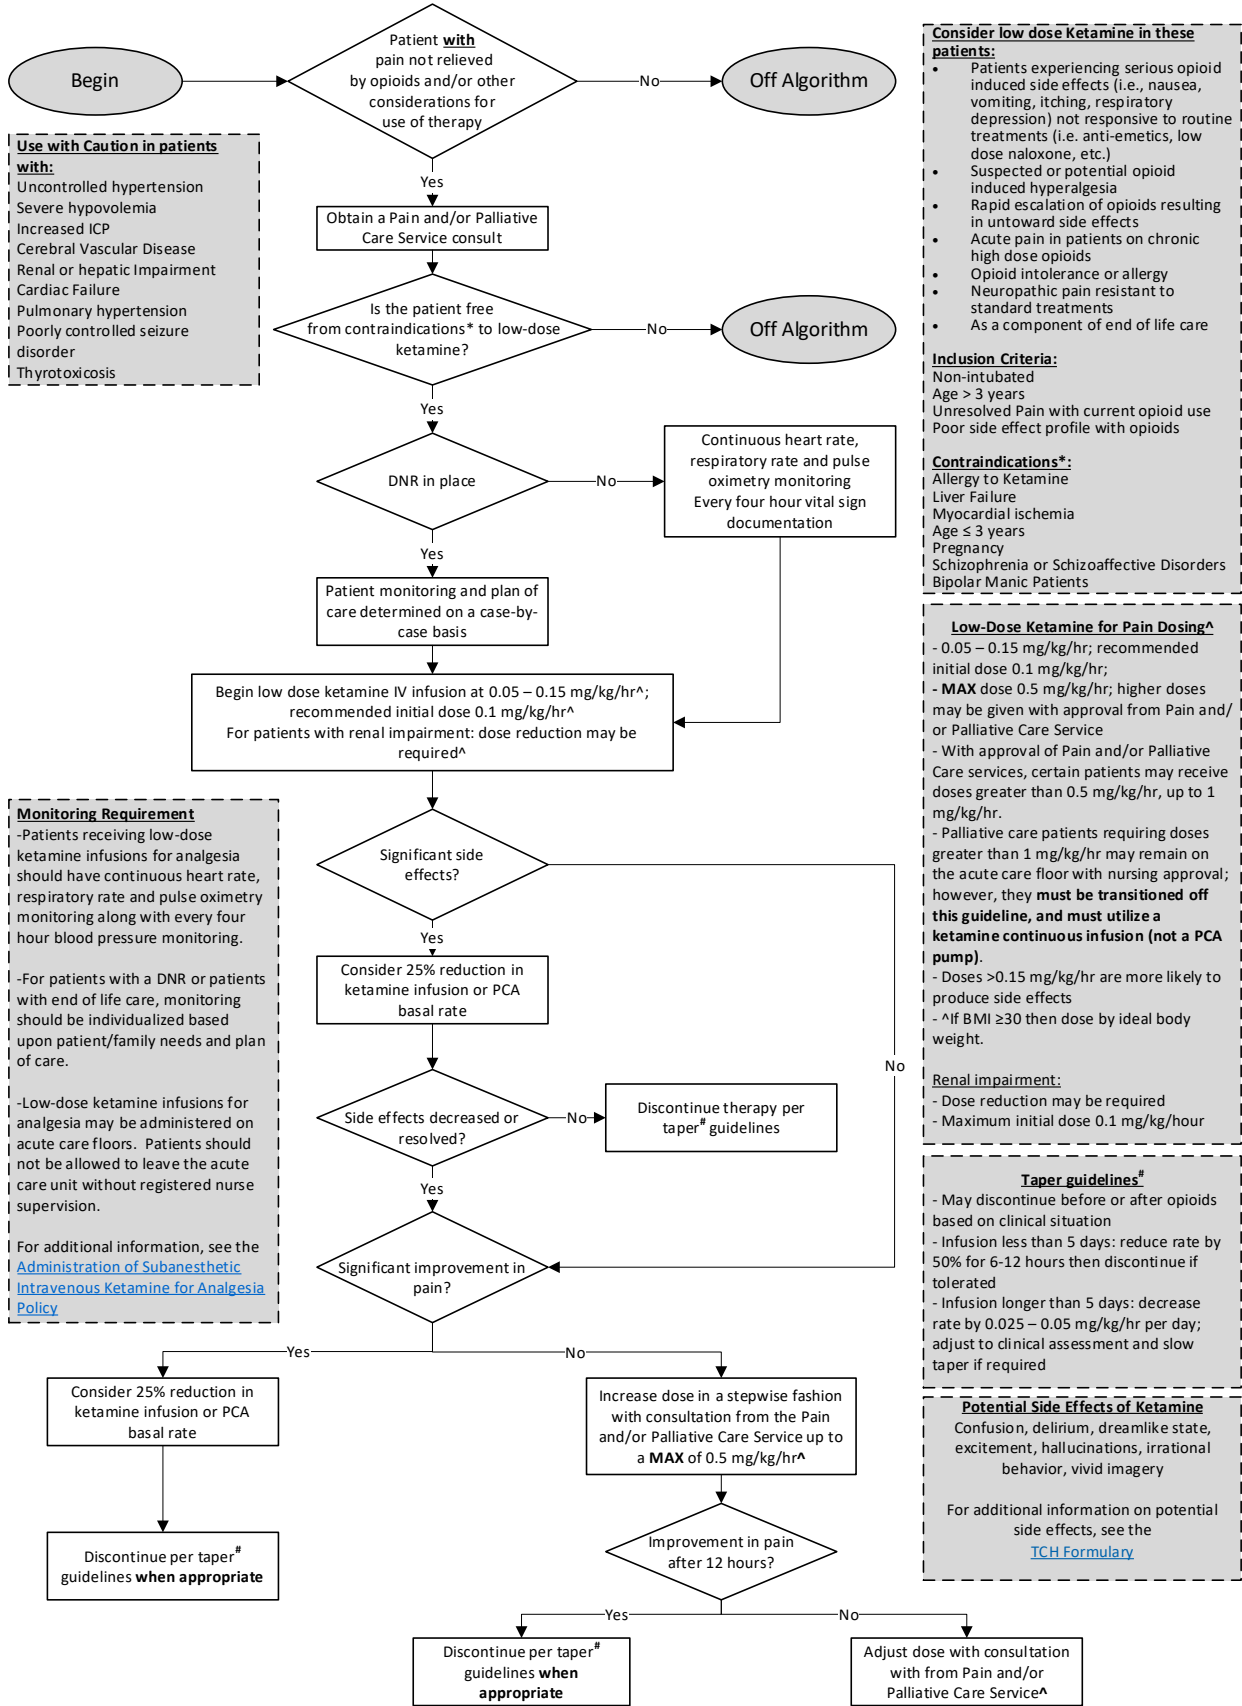 Begin
Patient with
pain not relieved
by opioids and/or other
considerations for
use of therapy
No
Off Algorithm
Use with Caution in patients
with:
Uncontrolled hypertension
Severe hypovolemia
Increased ICP
Cerebral Vascular Disease
Renal or hepatic Impairment
Cardiac Failure
Pulmonary hypertension
Poorly controlled seizure
disorder
Thyrotoxicosis
Yes
Obtain a Pain and/or Palliative
Care Service consult
Is the patient free
from contraindications* to low-dose
ketamine?
No
Off Algorithm
Yes
DNR in place
No
Continuous heart rate,
respiratory rate and pulse
oximetry monitoring
Every four hour vital sign
documentation
Yes
Patient monitoring and plan of
care determined on a case-by-
case basis
Begin low dose ketamine IV infusion at 0.05 – 0.15 mg/kg/hr^;
recommended initial dose 0.1 mg/kg/hr^
For patients with renal impairment: dose reduction may be
required^
Monitoring Requirement
-Patients receiving low-dose
ketamine infusions for analgesia
should have continuous heart rate,
respiratory rate and pulse oximetry
monitoring along with every four
hour blood pressure monitoring.
-For patients with a DNR or patients
with end of life care, monitoring
should be individualized based
upon patient/family needs and plan
of care.
-Low-dose ketamine infusions for
analgesia may be administered on
acute care floors. Patients should
not be allowed to leave the acute
care unit without registered nurse
supervision.
For additional information, see the
Administration of Subanesthetic
Intravenous Ketamine for Analgesia
Policy
Significant side
effects?
No
Yes
Consider 25% reduction in
ketamine infusion or PCA
basal rate
Side effects decreased or
resolved?
No
Discontinue therapy per
taper# guidelines
Yes
Significant improvement in
pain?
Yes
Consider 25% reduction in
ketamine infusion or PCA
basal rate
Discontinue per taper#
guidelines when appropriate
No
Increase dose in a stepwise fashion
with consultation from the Pain
and/or Palliative Care Service up to
a MAX of 0.5 mg/kg/hr^
Improvement in pain
after 12 hours?
Yes
Discontinue per taper#
guidelines when
appropriate
No
Adjust dose with consultation
with from Pain and/or
Palliative Care Service^
Consider low dose Ketamine in these
patients:
• Patients experiencing serious opioid
induced side effects (i.e., nausea,
vomiting, itching, respiratory
depression) not responsive to routine
treatments (i.e. anti-emetics, low
dose naloxone, etc.)
• Suspected or potential opioid
induced hyperalgesia
• Rapid escalation of opioids resulting
in untoward side effects
• Acute pain in patients on chronic
high dose opioids
• Opioid intolerance or allergy
• Neuropathic pain resistant to
standard treatments
• As a component of end of life care
Inclusion Criteria:
Non-intubated
Age > 3 years
Unresolved Pain with current opioid use
Poor side effect profile with opioids
Contraindications*:
Allergy to Ketamine
Liver Failure
Myocardial ischemia
Age ≤ 3 years
Pregnancy
Schizophrenia or Schizoaffective Disorders
Bipolar Manic Patients
Low-Dose Ketamine for Pain Dosing^
- 0.05 – 0.15 mg/kg/hr; recommended
initial dose 0.1 mg/kg/hr;
- MAX dose 0.5 mg/kg/hr; higher doses
may be given with approval from Pain and/
or Palliative Care Service
- With approval of Pain and/or Palliative
Care services, certain patients may receive
doses greater than 0.5 mg/kg/hr, up to 1
mg/kg/hr.
- Palliative care patients requiring doses
greater than 1 mg/kg/hr may remain on
the acute care floor with nursing approval;
however, they must be transitioned off
this guideline, and must utilize a
ketamine continuous infusion (not a PCA
pump).
- Doses >0.15 mg/kg/hr are more likely to
produce side effects
- ^If BMI ≥30 then dose by ideal body
weight.
Renal impairment:
- Dose reduction may be required
- Maximum initial dose 0.1 mg/kg/hour
Taper guidelines#
- May discontinue before or after opioids
based on clinical situation
- Infusion less than 5 days: reduce rate by
50% for 6-12 hours then discontinue if
tolerated
- Infusion longer than 5 days: decrease
rate by 0.025 – 0.05 mg/kg/hr per day;
adjust to clinical assessment and slow
taper if required
Potential Side Effects of Ketamine
Confusion, delirium, dreamlike state,
excitement, hallucinations, irrational
behavior, vivid imagery
For additional information on potential
side effects, see the
TCH Formulary